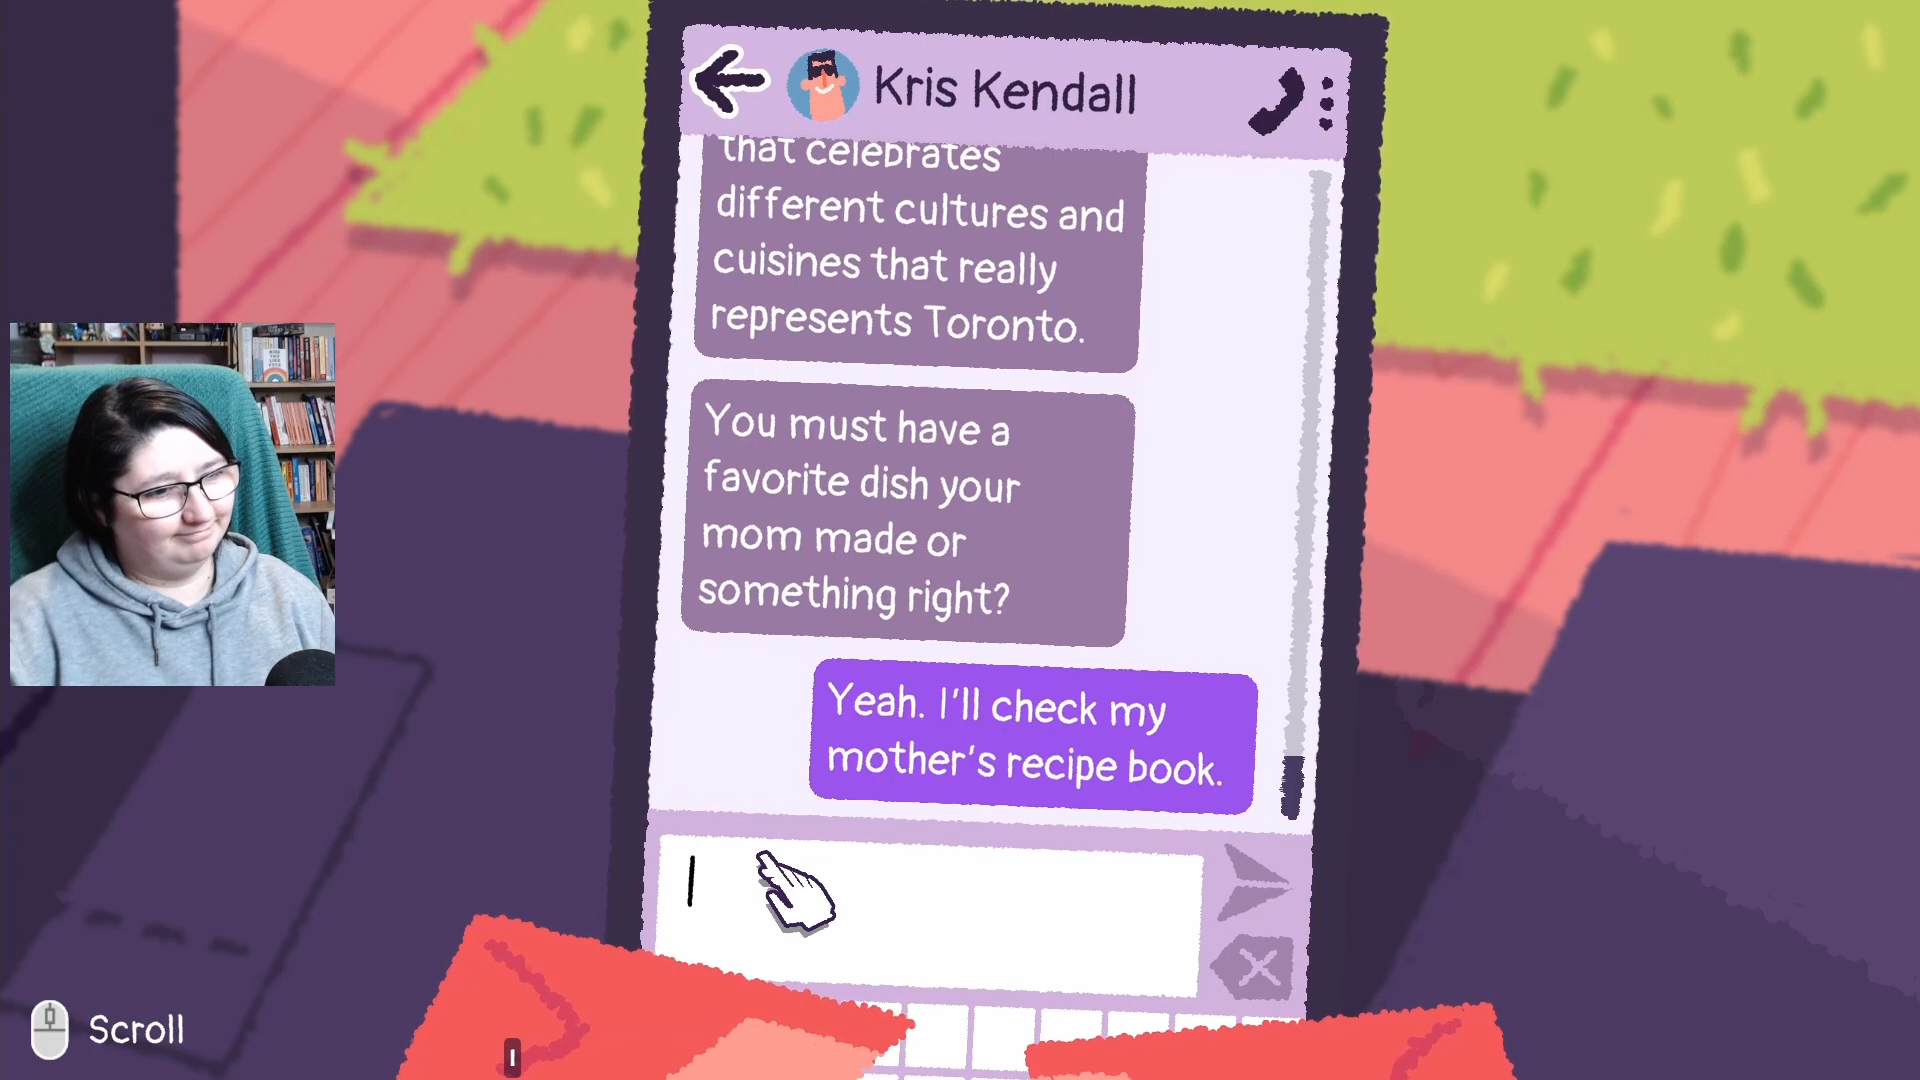 Kris Kendall
that celebrates
different cultures and
cuisines that really
represents Toronto.
You must have a
favorite dish your
mom made or
something right?
Yeah. I'll check my
mother's recipe book.
Scroll